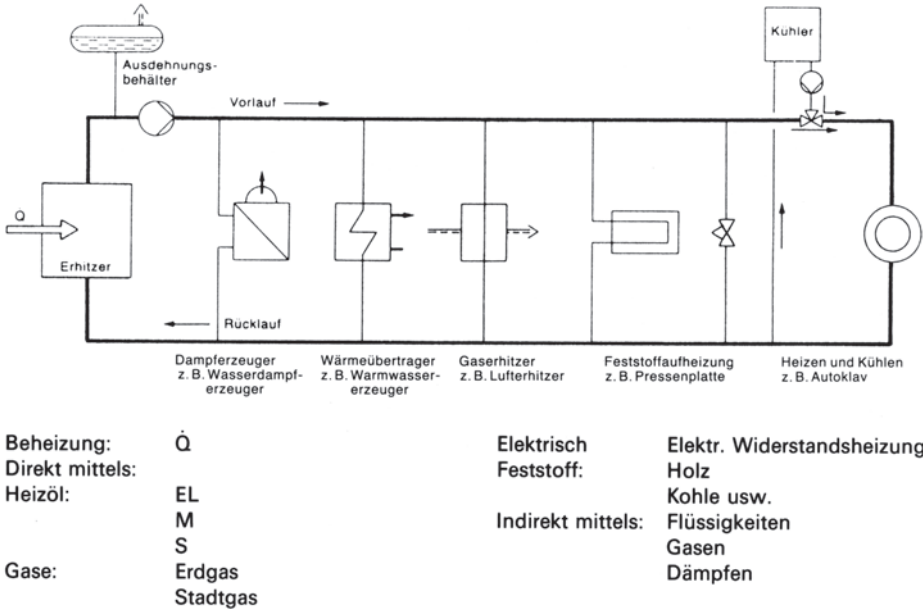 Kühler
Ausdehnungs-
behälter
Vorlauf
Q̇
Erhitzer
Rücklauf
Dampferzeuger
z. B. Wasserdampf-
erzeuger
Wärmeübertrager
z. B. Warmwasser-
erzeuger
Gaserhitzer
z. B. Lufterhitzer
Feststoffaufheizung
z. B. Pressenplatte
Heizen und Kühlen
z. B. Autoklav
Beheizung: Q̇
Direkt mittels:
Heizöl: EL
M
S
Gase: Erdgas
Stadtgas
Elektrisch Elektr. Widerstandsheizung
Feststoff: Holz
Kohle usw.
Indirekt mittels: Flüssigkeiten
Gasen
Dämpfen